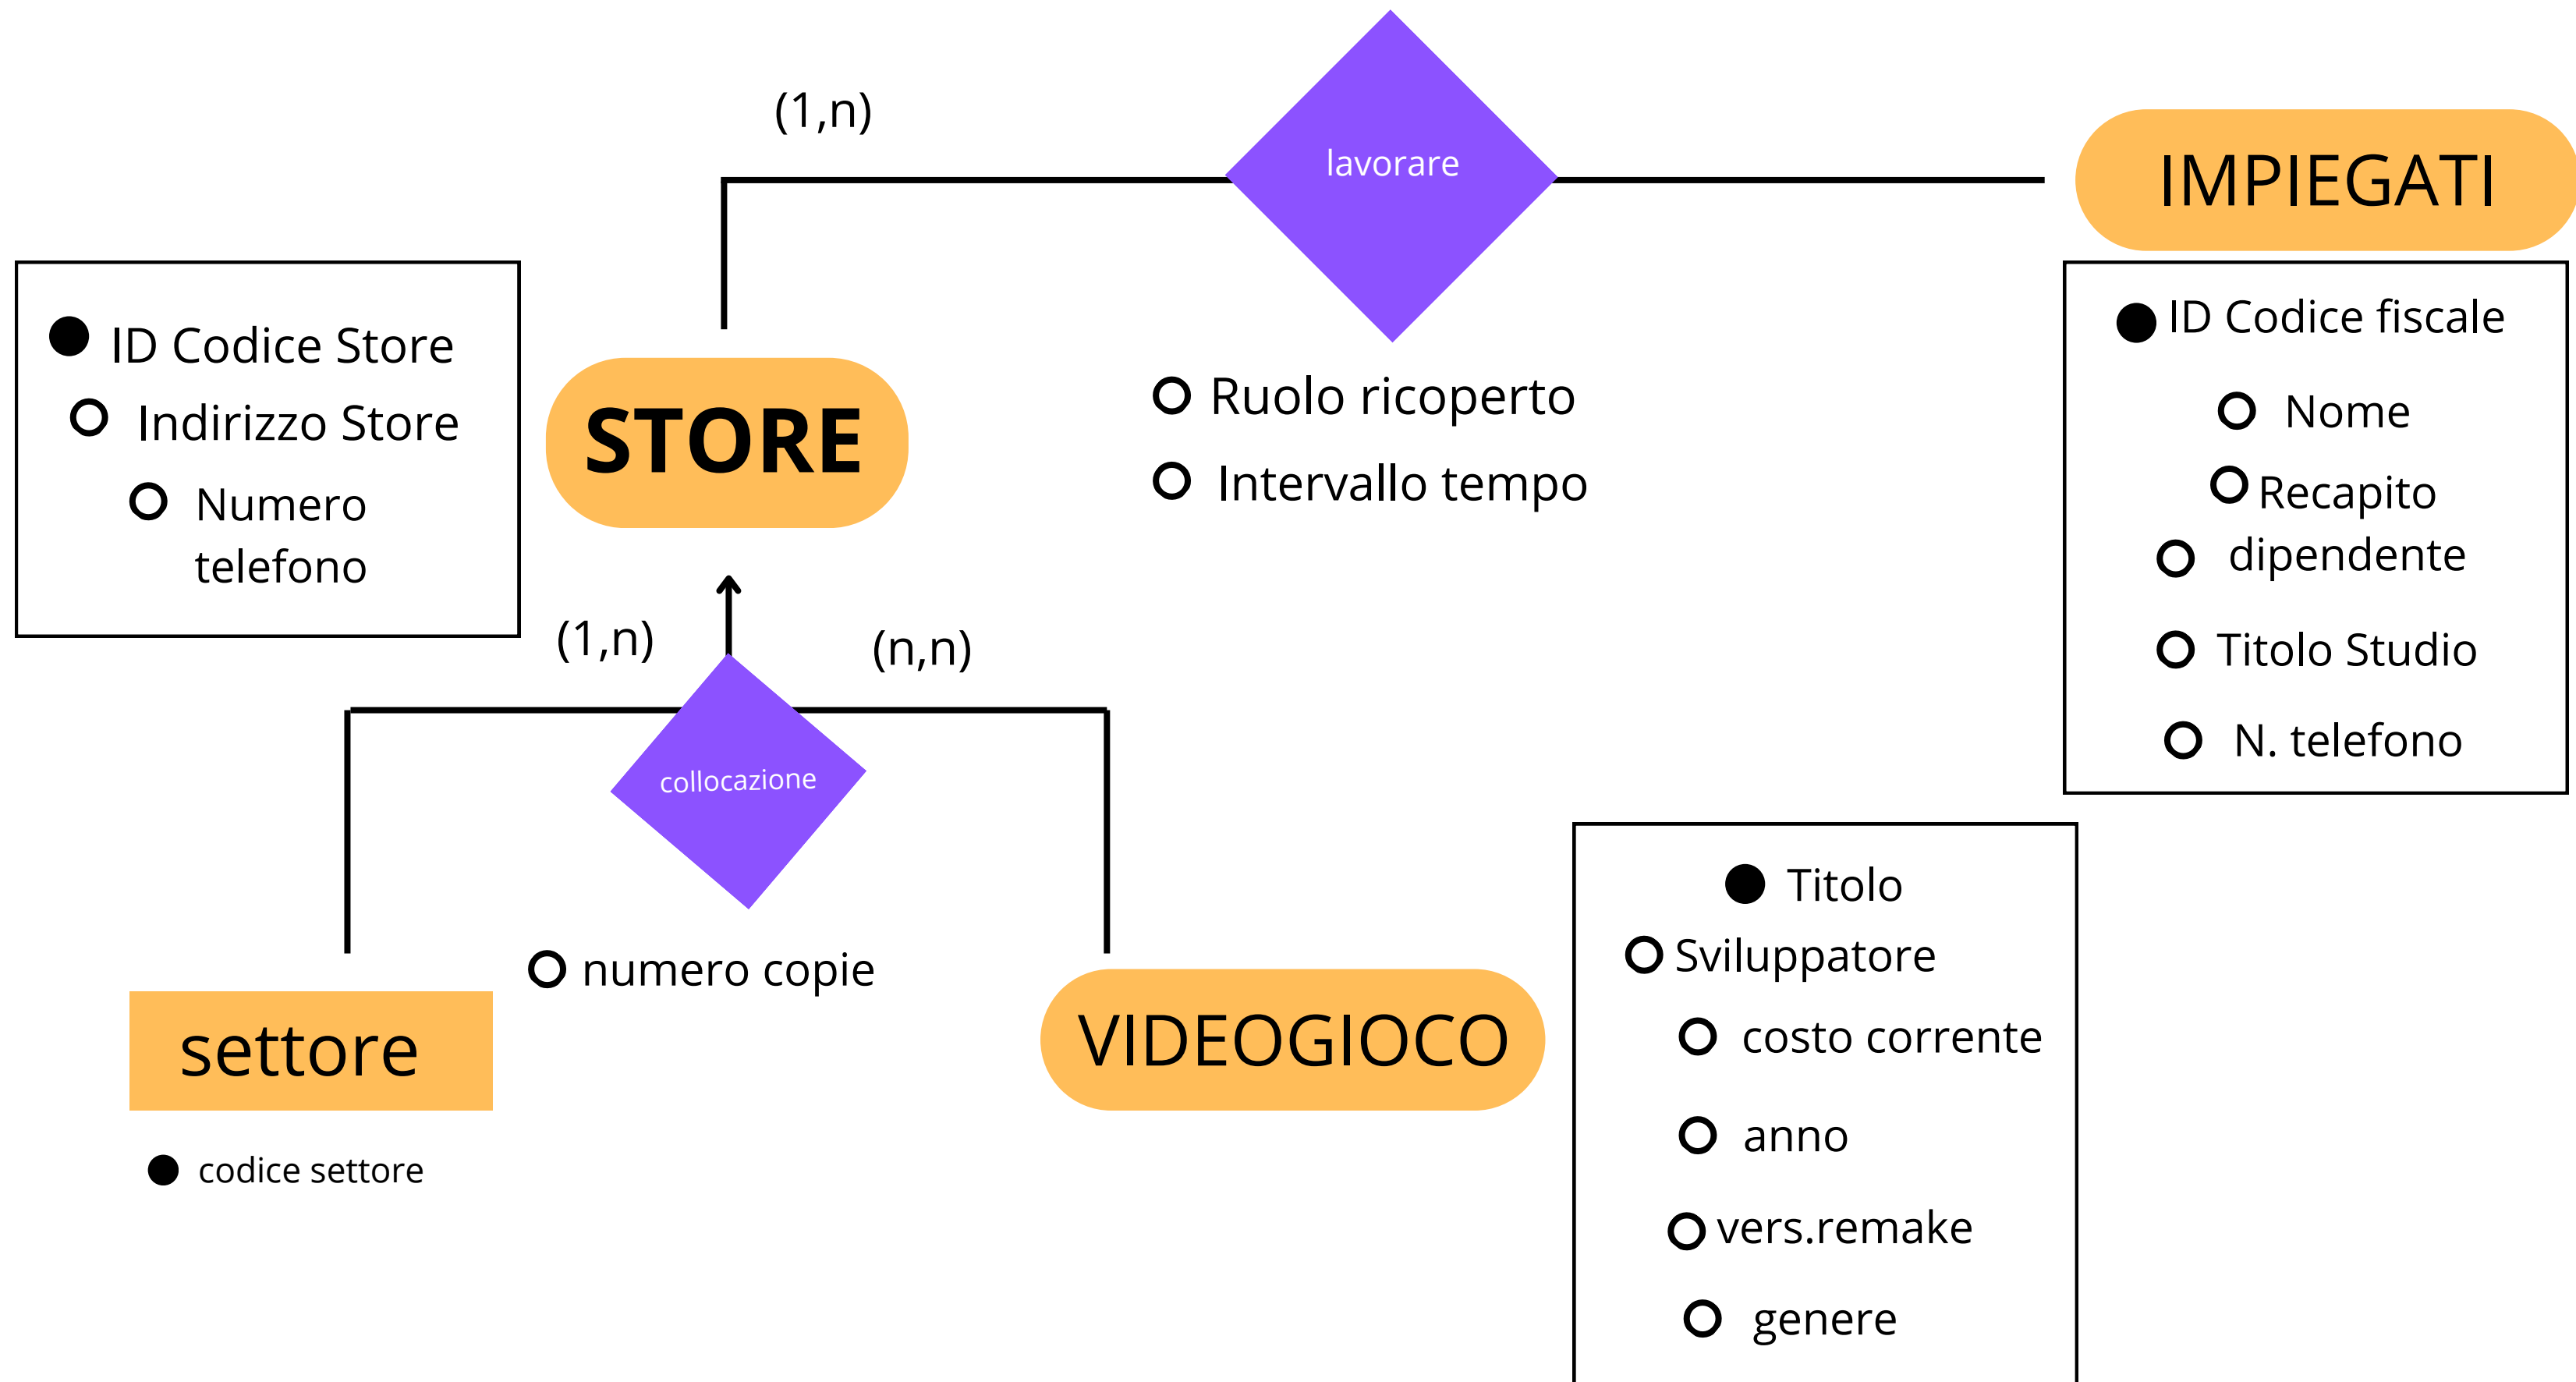 (1,n)
lavorare
IMPIEGATI
ID Codice Store
Indirizzo Store
Numero
telefono
STORE
Ruolo ricoperto
Intervallo tempo
ID Codice fiscale
Nome
Recapito
dipendente
Titolo Studio
N. telefono
(1,n)
(n,n)
collocazione
numero copie
settore
codice settore
VIDEOGIOCO
Titolo
Sviluppatore
costo corrente
anno
vers.remake
genere